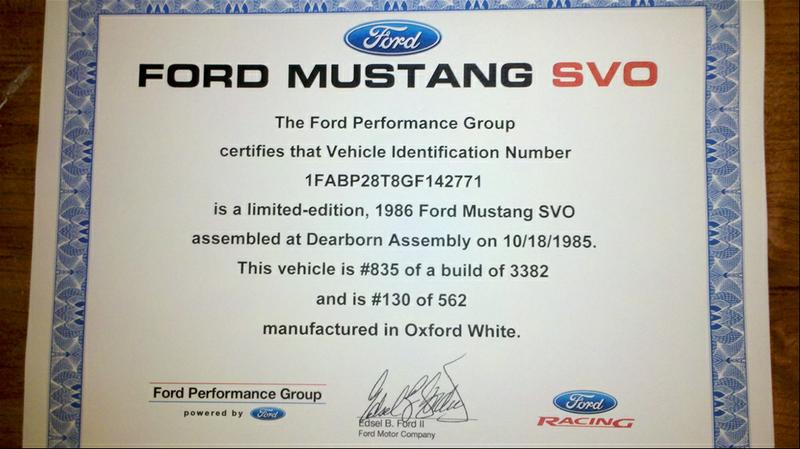 Ford
FORD MUSTANG SVO
The Ford Performance Group
certifies that Vehicle Identification Number
1FABP28T8GF142771
is a limited-edition, 1986 Ford Mustang SVO
assembled at Dearborn Assembly on 10/18/1985.
This vehicle is #835 of a build of 3382
and is #130 of 562
manufactured in Oxford White.
Ford Performance Group
powered by Ford
Edsel B. Ford II
Edsel B. Ford II
Ford Motor Company
Ford
RACING